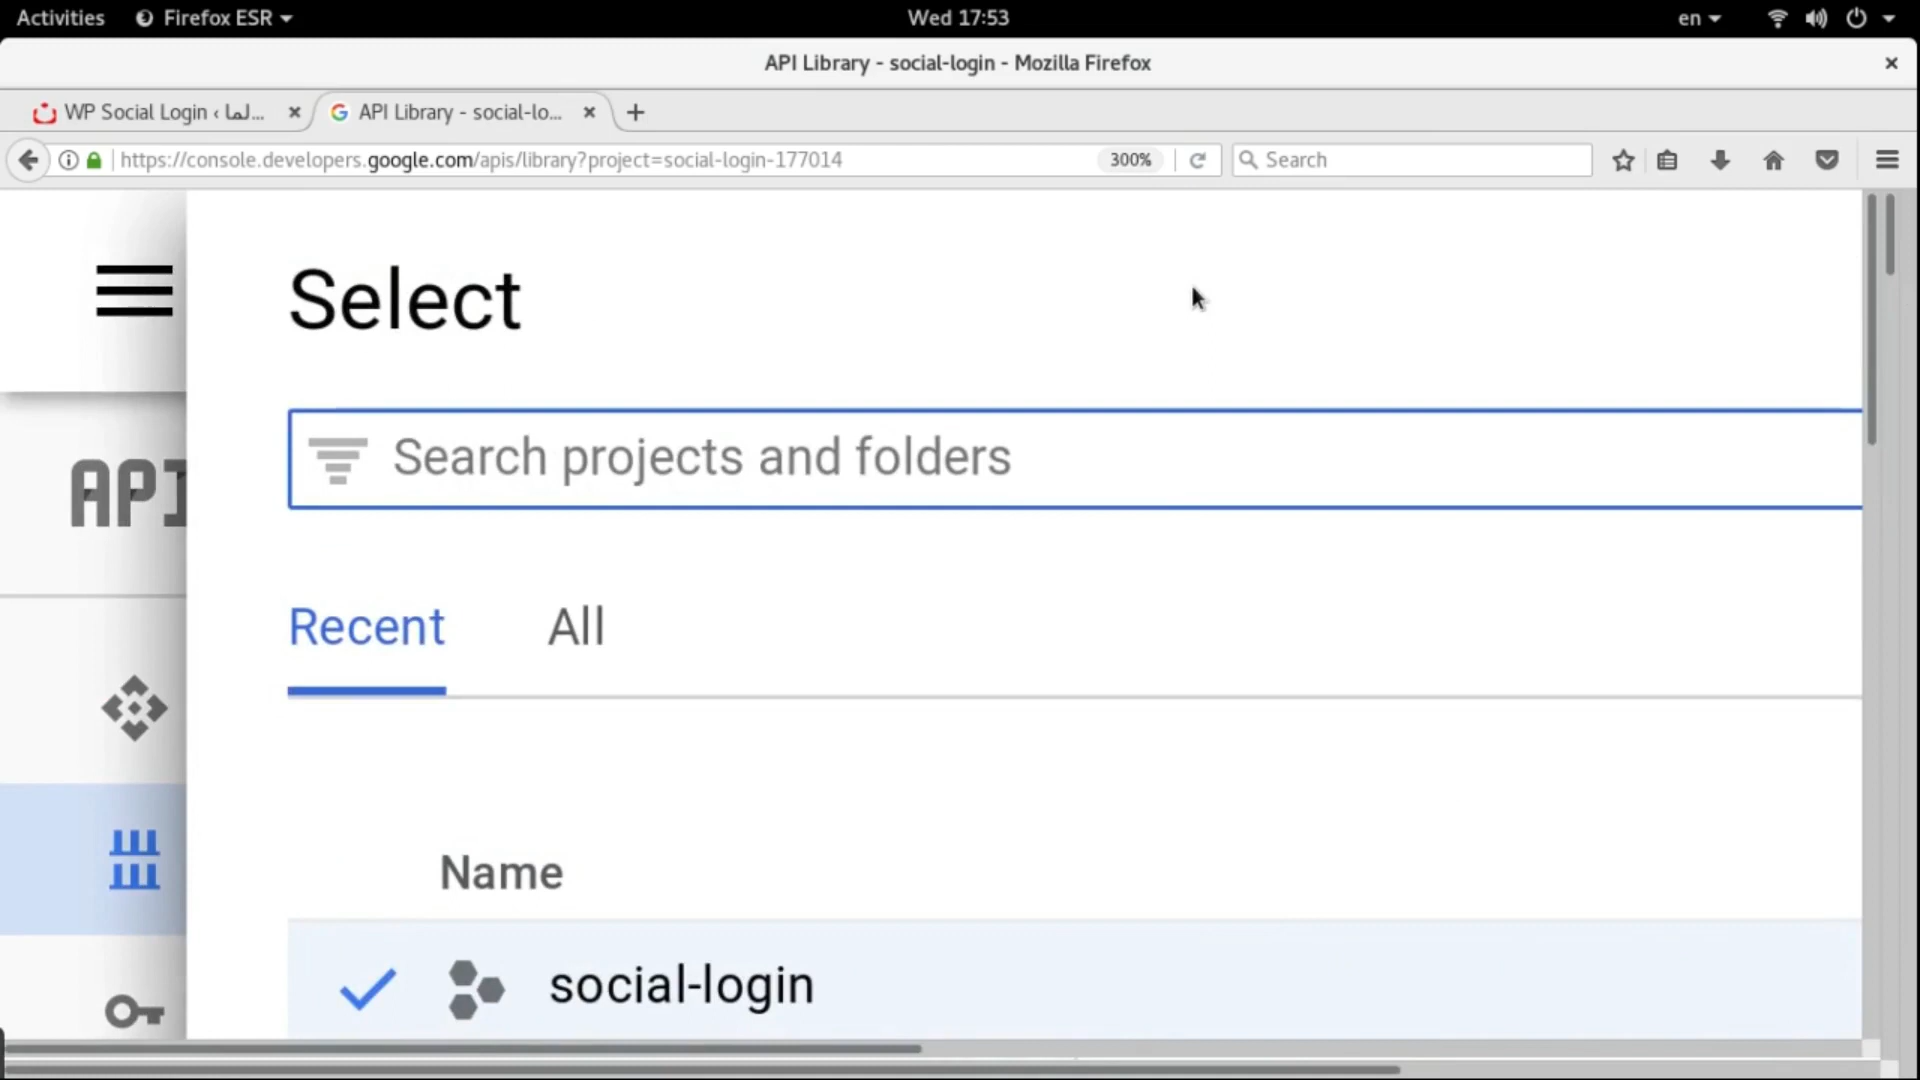 Activities
Firefox ESR
Wed 17:53
en
API Library - social-login - Mozilla Firefox
WP Social Login ‹ لما...
API Library - social-lo...
https://console.developers.google.com/apis/library?project=social-login-177014
300%
Search
Select
API
Search projects and folders
Recent
All
Name
social-login